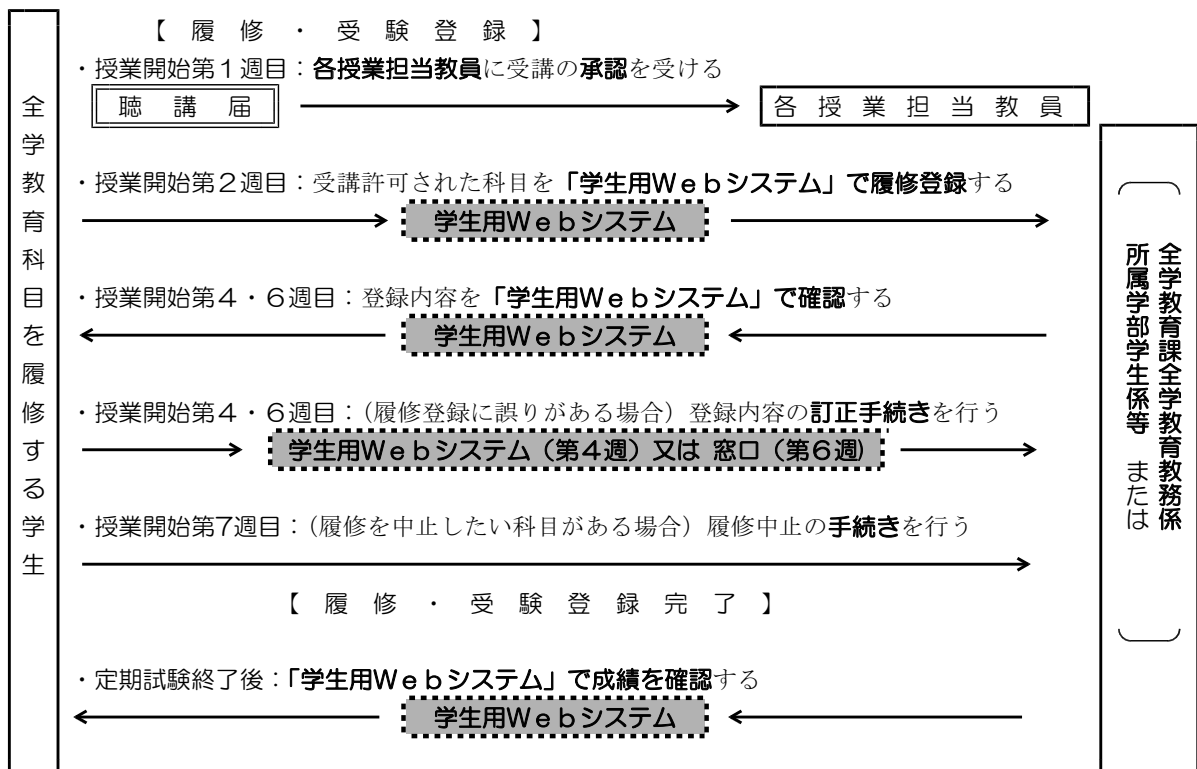 【 履 修 ・ 受 験 登 録 】
・授業開始第１週目：各授業担当教員に受講の承認を受ける
聴 講 届
各 授 業 担 当 教 員
全学教育科目を履修する学生
・授業開始第２週目：受講許可された科目を「学生用Ｗｅｂシステム」で履修登録する
学生用Ｗｅｂシステム
・授業開始第４・６週目：登録内容を「学生用Ｗｅｂシステム」で確認する
学生用Ｗｅｂシステム
・授業開始第４・６週目：（履修登録に誤りがある場合）登録内容の訂正手続きを行う
学生用Ｗｅｂシステム（第４週）又は 窓口（第６週）
・授業開始第7週目：（履修を中止したい科目がある場合）履修中止の手続きを行う
【 履 修 ・ 受 験 登 録 完 了 】
・定期試験終了後：「学生用Ｗｅｂシステム」で成績を確認する
学生用Ｗｅｂシステム
全学教育課全学教育教務係
所属学部学生係等 または